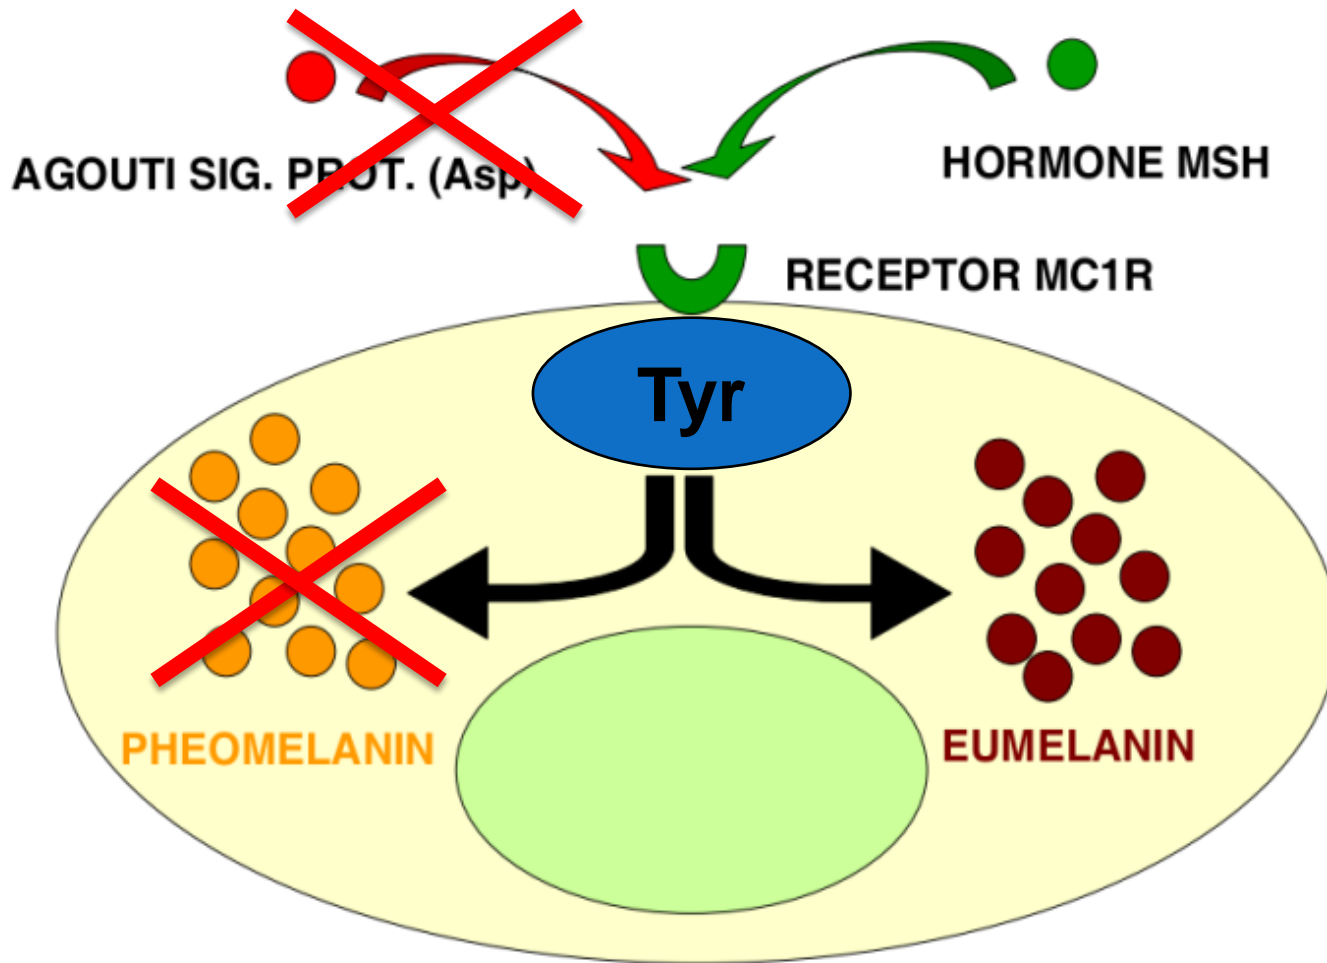 AGOUTI SIG. PROT. (Asp)
HORMONE MSH
RECEPTOR MC1R
Tyr
PHEOMELANIN
EUMELANIN